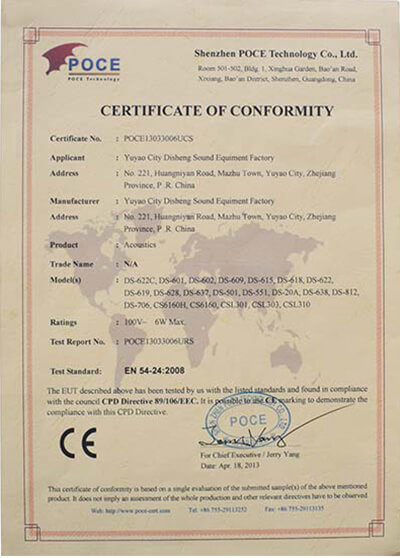 POCE
POCE Technology
Shenzhen POCE Technology Co., Ltd.
Room 501-502, Bldg. 1, Xinghua Garden, Bao'an Road,
Xixiang, Bao'an District, Shenzhen, Guangdong, China
CERTIFICATE OF CONFORMITY
Certificate No. : POCE13033006UCS
Applicant : Yuyao City Disheng Sound Equiment Factory
Address : No. 221, Huangniyan Road, Mazhu Town, Yuyao City, Zhejiang
Province, P .R. China
Manufacturer : Yuyao City Disheng Sound Equiment Factory
Address : No. 221, Huangniyan Road, Mazhu Town, Yuyao City, Zhejiang
Province, P .R. China
Product : Acoustics
Trade Name : N/A
Model(s) : DS-622C, DS-601, DS-602, DS-609, DS-615, DS-618, DS-622,
DS-619, DS-628, DS-637, DS-501, DS-551, DS-20A, DS-638, DS-812,
DS-706, CS6160H, CS6160, CSL301, CSL303, CSL310
Ratings : 100V~ 6W Max.
Test Report No. : POCE13033006URS
Test Standard: EN 54-24:2008
The EUT described above has been tested by us with the listed standards and found in compliance
with the council CPD Directive 89/106/EEC. It is possible to use CE marking to demonstrate the
compliance with this CPD Directive.
CE
POCE
For Chief Executive / Jerry Yang
Date: Apr. 18, 2013
This certificate of conformity is based on a single evaluation of the submitted sample(s) of the above mentioned
product. It does not imply an assessment of the whole production and other relevant directives have to be observed
Web: http://www.poce-cert.com Tel: +86 755-29113252 Fax: +86 755-29113135